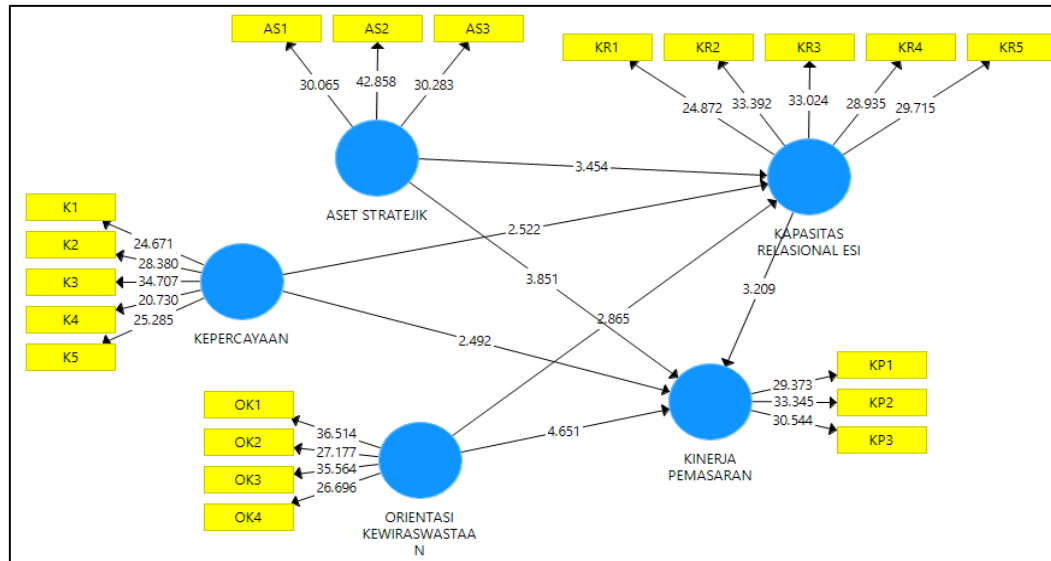 AS1 AS2 AS3
KR1 KR2 KR3 KR4 KR5
30.065 42.858 30.283
24.872 33.392 33.024 28.935 29.715
ASET STRATEJIK
3.454
KAPASITAS
RELASIONAL ESI
K1
K2
K3
K4
K5
24.671
28.380
34.707
20.730
25.285
KEPERCAYAAN
2.522
3.851
2.865
3.209
2.492
4.651
OK1
OK2
OK3
OK4
36.514
27.177
35.564
26.696
ORIENTASI
KEWIRASWASTAA
N
KINERJA
PEMASARAN
29.373
33.345
30.544
KP1
KP2
KP3